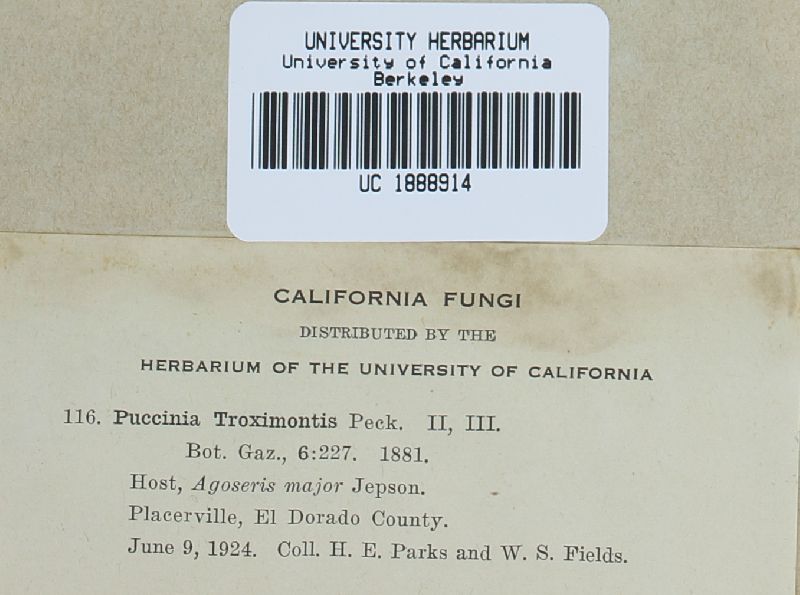 UNIVERSITY HERBARIUM
University of California
Berkeley
UC 1888914
CALIFORNIA FUNGI
DISTRIBUTED BY THE
HERBARIUM OF THE UNIVERSITY OF CALIFORNIA
116. Puccinia Troximontis Peck. II, III.
Bot. Gaz., 6:227. 1881.
Host, Agoseris major Jepson.
Placerville, El Dorado County.
June 9, 1924. Coll. H. E. Parks and W. S. Fields.